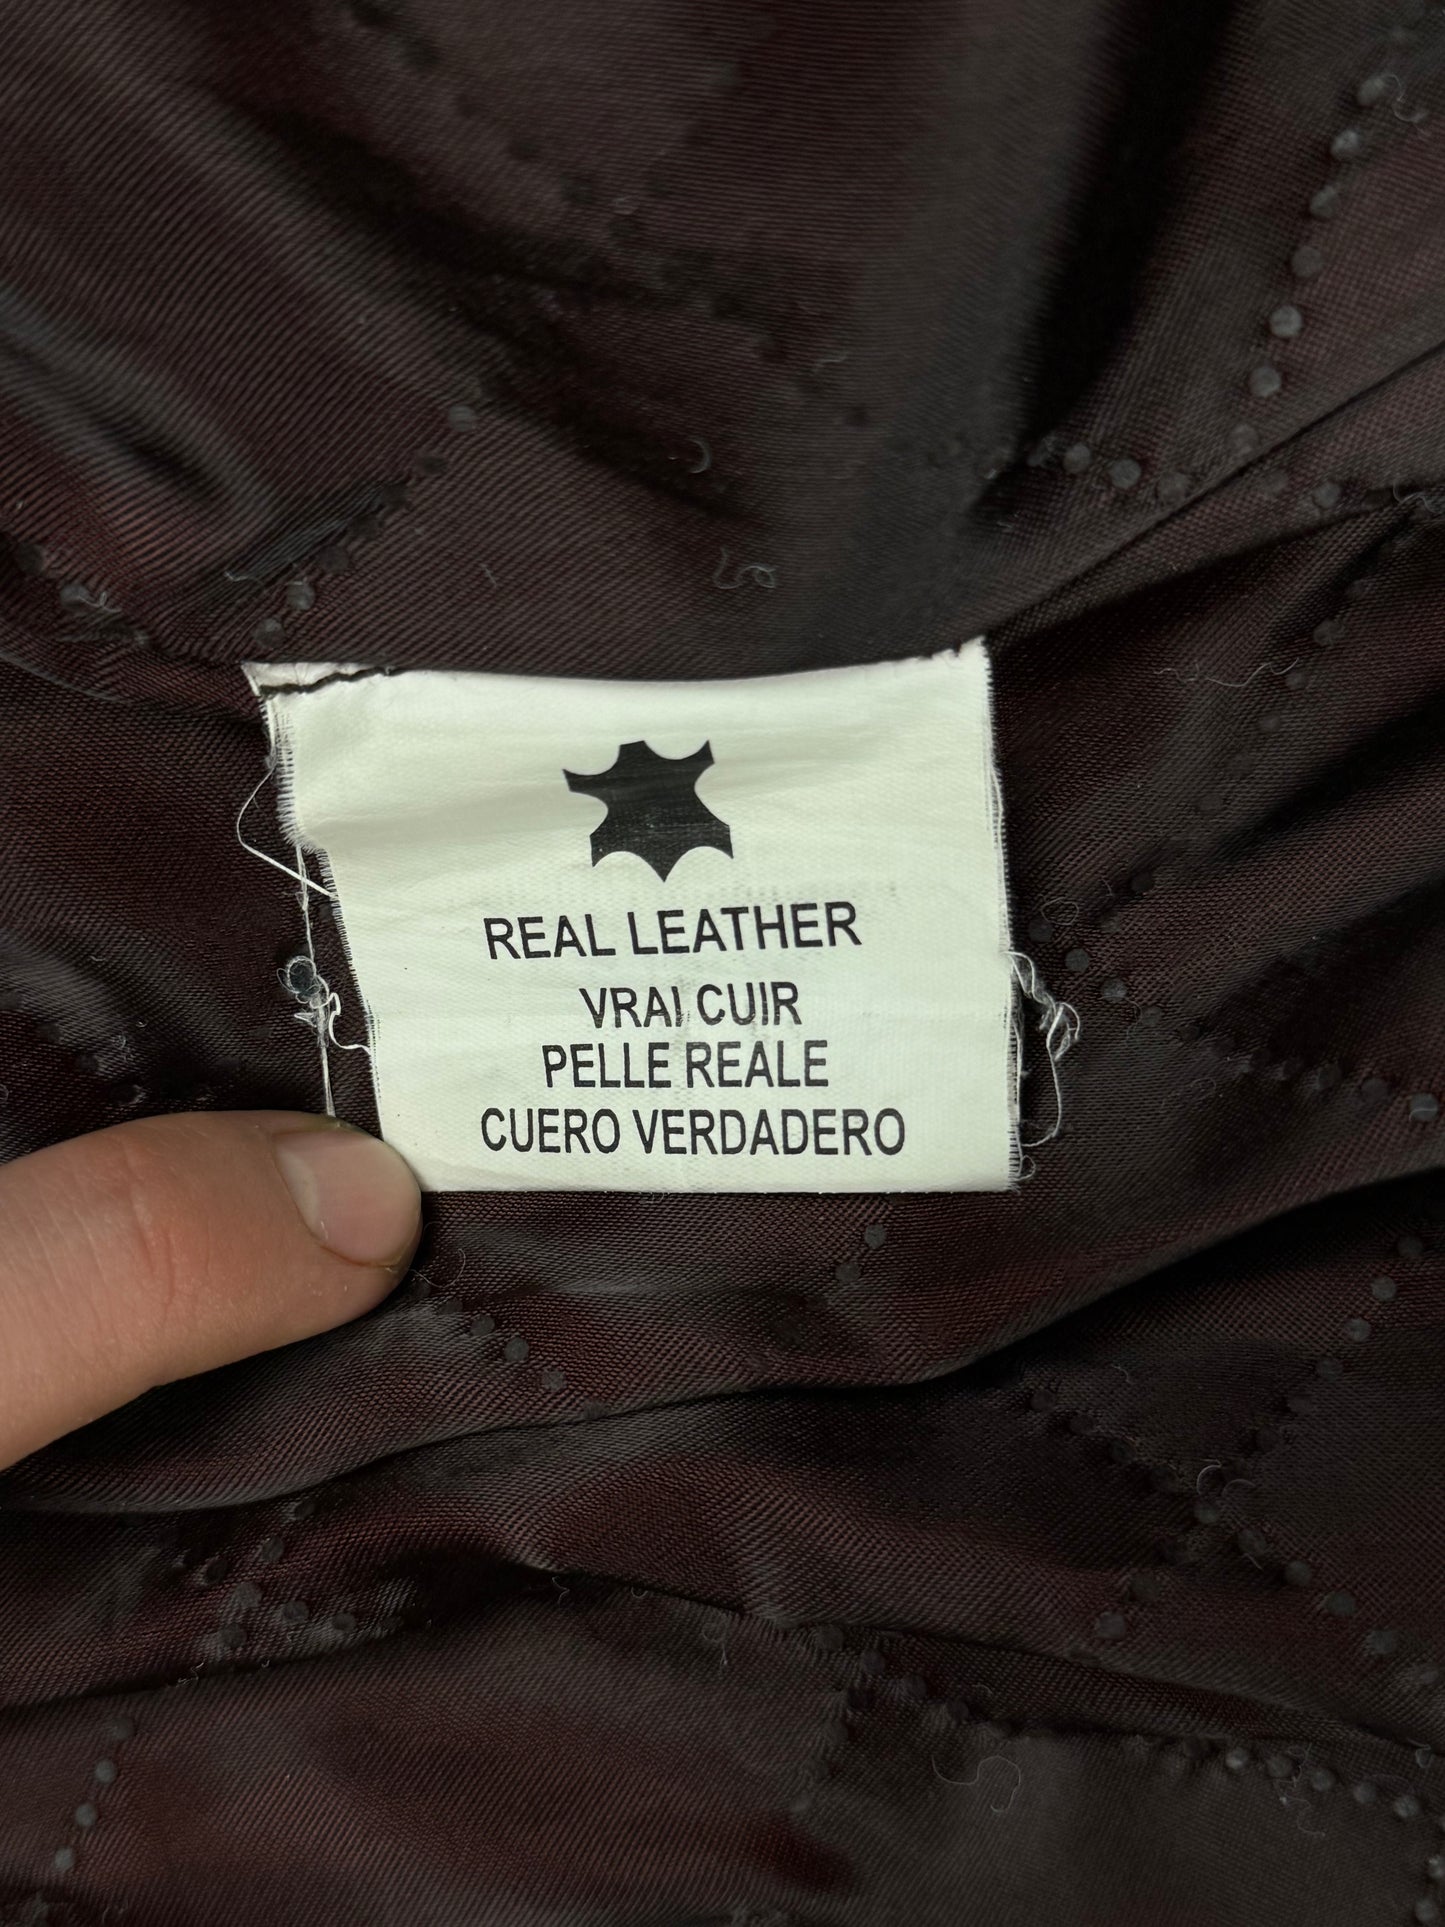 REAL LEATHER
VRAI CUIR
PELLE REALE
CUERO VERDADERO